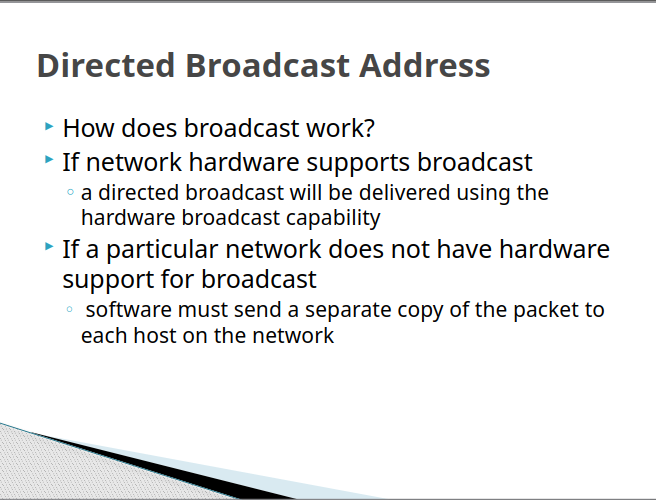 Directed Broadcast Address
How does broadcast work?
If network hardware supports broadcast
a directed broadcast will be delivered using the
hardware broadcast capability
If a particular network does not have hardware
support for broadcast
software must send a separate copy of the packet to
each host on the network